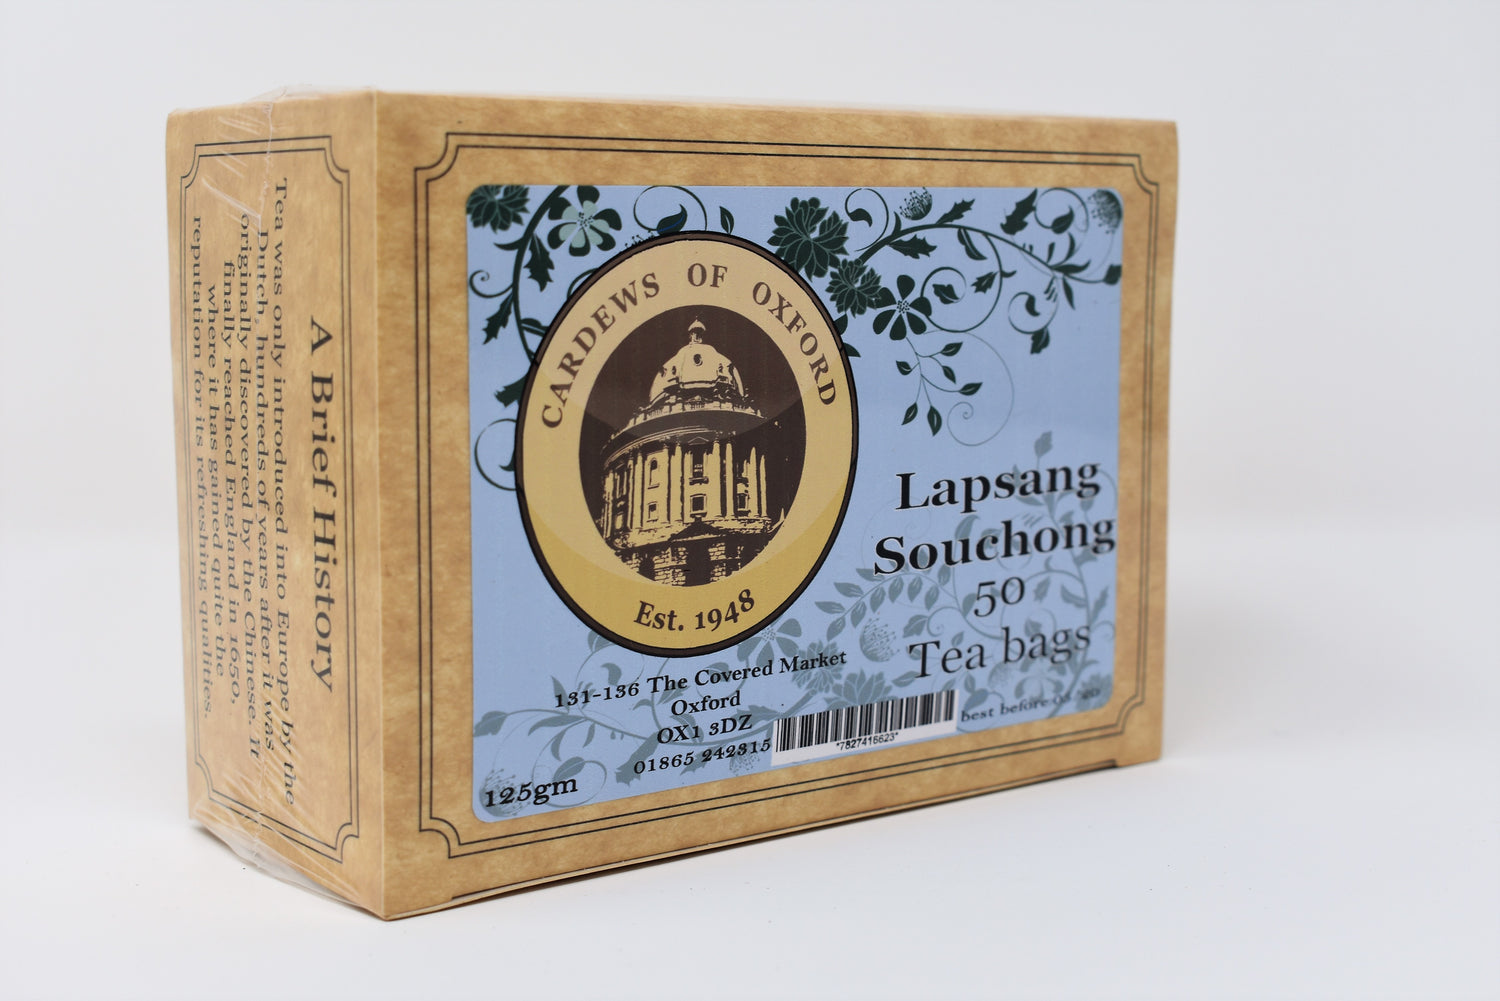 A Brief History
Tea was only introduced into Europe by the
Dutch, hundreds of years after it was
originally discovered by the Chinese. It
finally reached England in 1650,
where it has gained quite the
reputation for its refreshing qualities.
CARDEWS OF OXFORD
Est. 1948
131-136 The Covered Market
Oxford
OX1 3DZ
01865 242315
125gm
Lapsang
Souchong
50
Tea bags
*7827416623*
best before